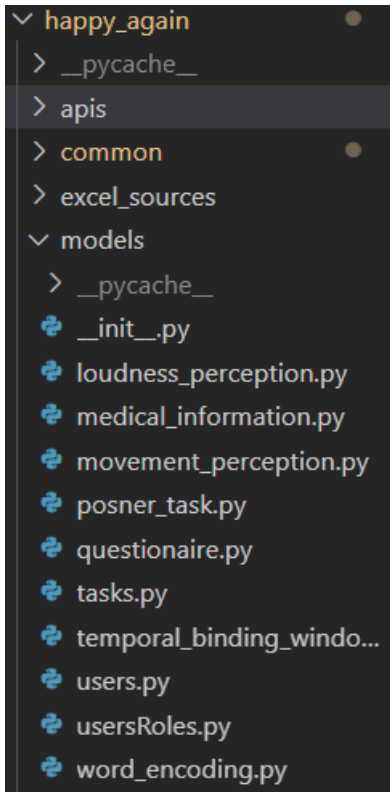 happy_again
__pycache__
apis
common
excel_sources
models
__pycache__
__init__.py
loudness_perception.py
medical_information.py
movement_perception.py
posner_task.py
questionaire.py
tasks.py
temporal_binding_windo...
users.py
usersRoles.py
word_encoding.py